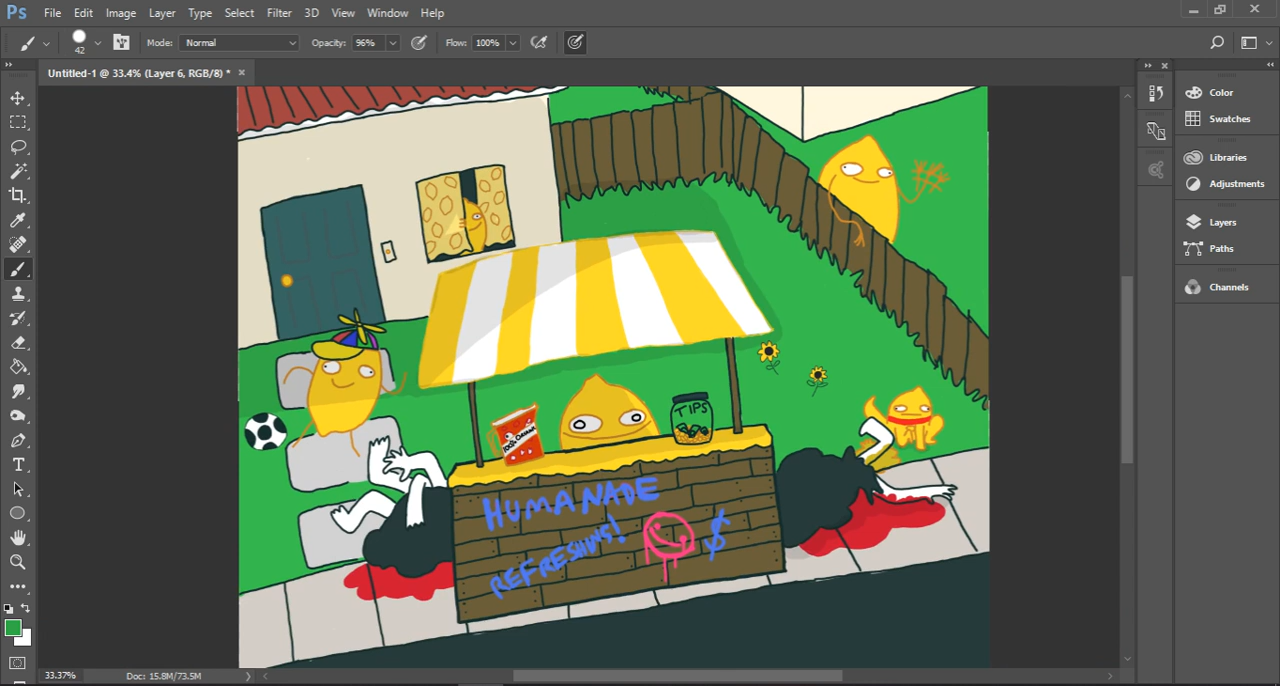 Ps File Edit Image Layer Type Select Filter 3D View Window Help
42 Mode: Normal Opacity: 96% Flow: 100%
Untitled-1 @ 33.4% (Layer 6, RGB/8) *
Color
Swatches
Libraries
Adjustments
Layers
Paths
Channels
TIPS
HUMANADE
REFRESHING!
$
33.37% Doc: 15.8M/73.5M